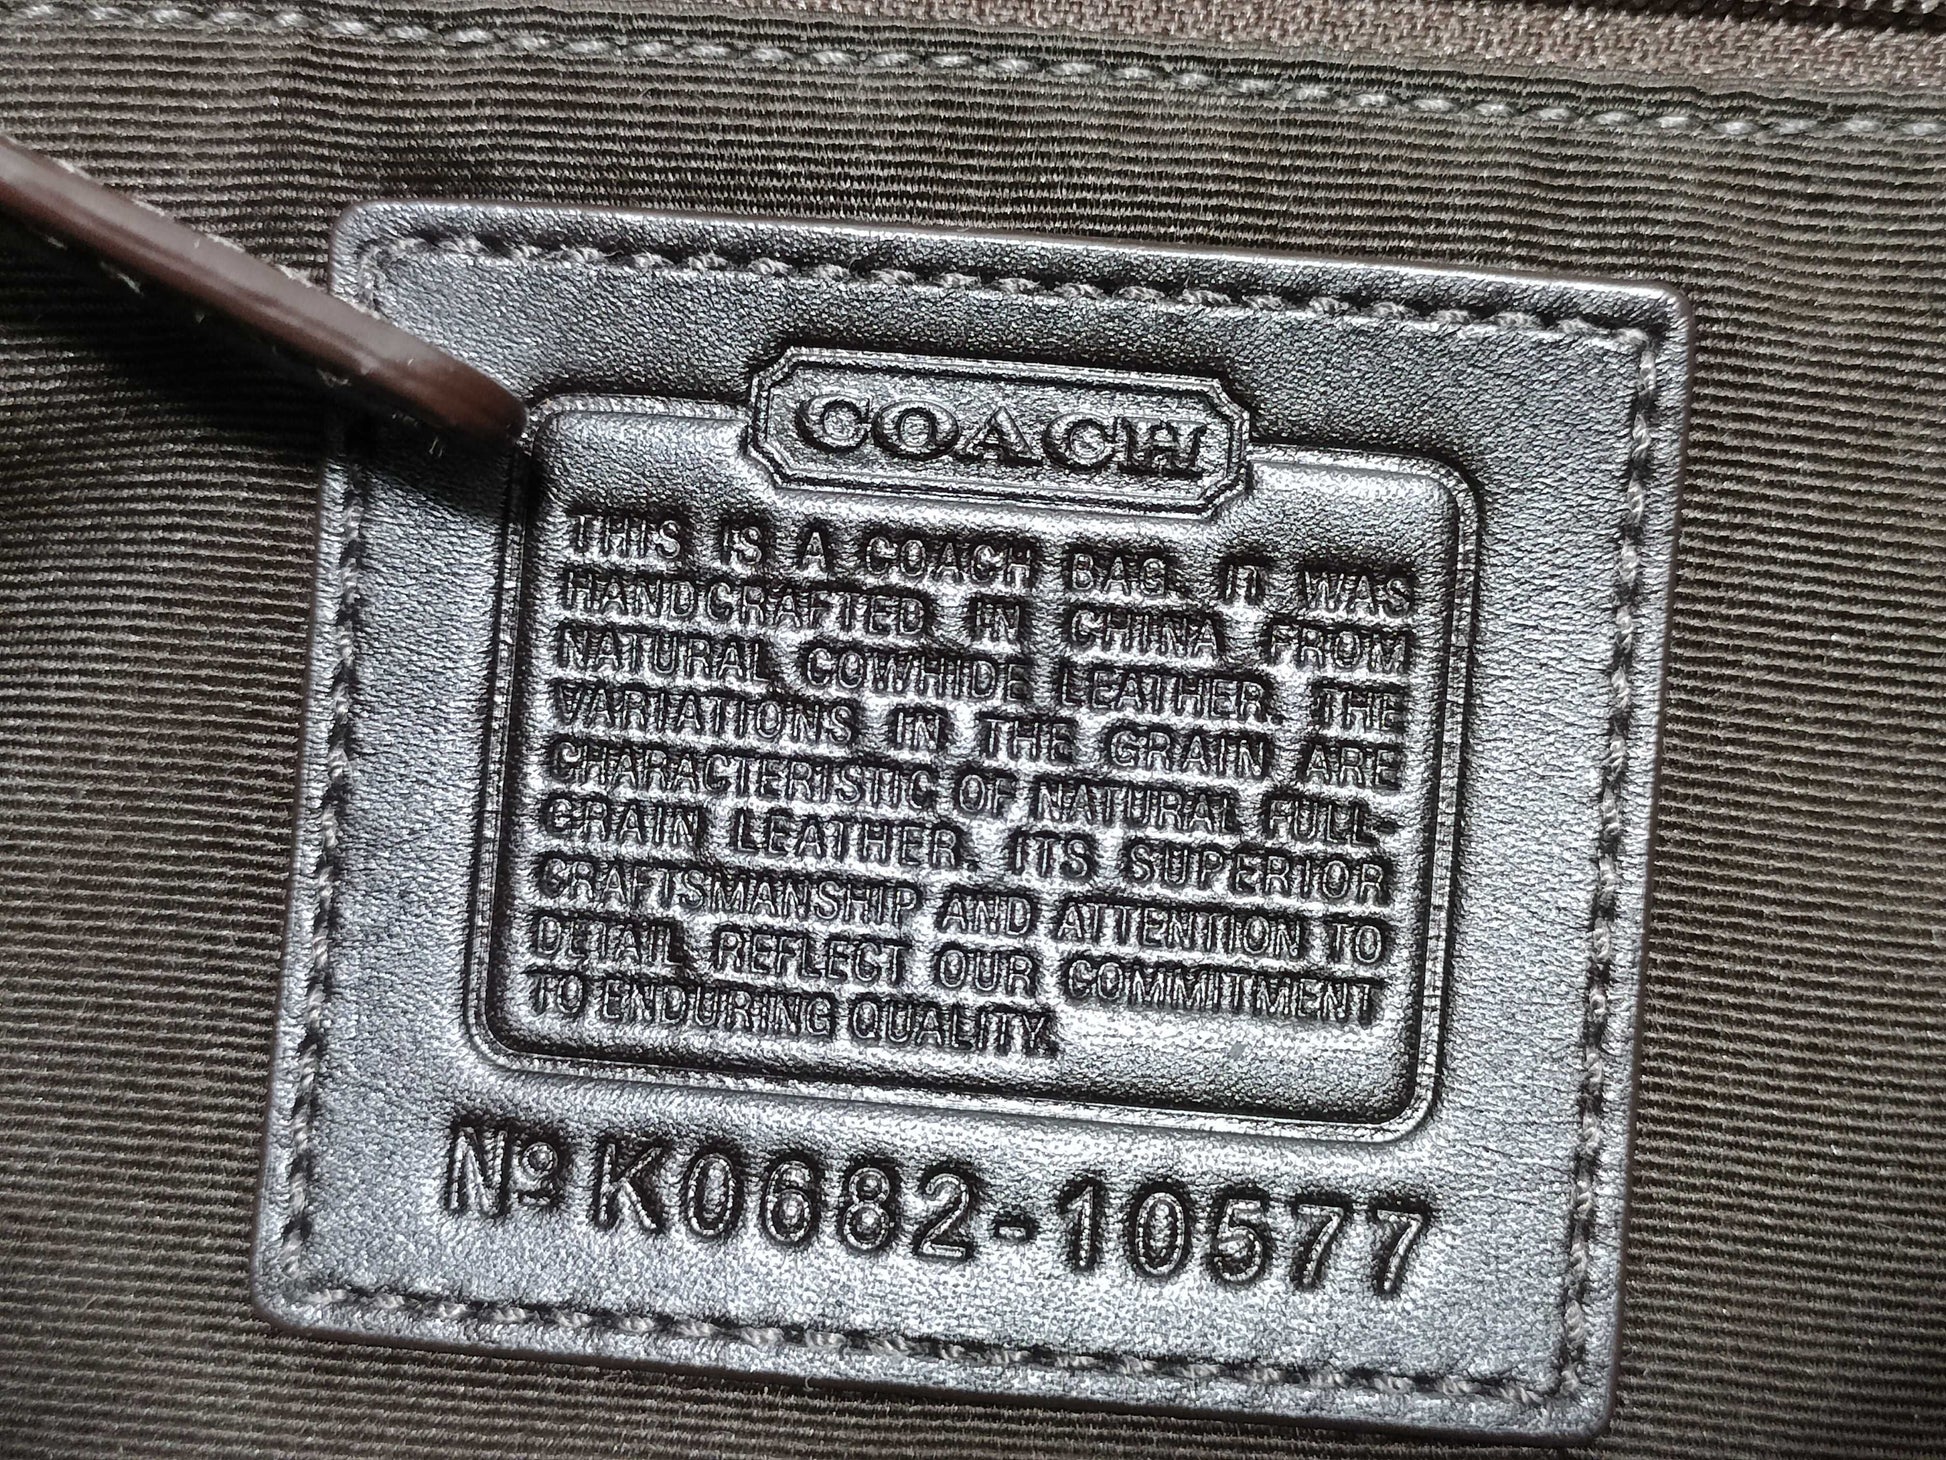 COACH
THIS IS A COACH BAG. IT WAS
HANDCRAFTED IN CHINA FROM
NATURAL COWHIDE LEATHER. THE
VARIATIONS IN THE GRAIN ARE
CHARACTERISTIC OF NATURAL FULL-
GRAIN LEATHER. ITS SUPERIOR
CRAFTSMANSHIP AND ATTENTION TO
DETAIL REFLECT OUR COMMITMENT
TO ENDURING QUALITY.
Nº K0682-10577